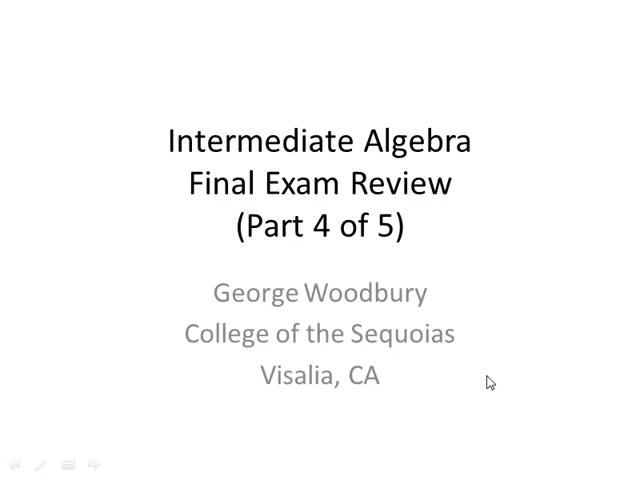 Intermediate Algebra
Final Exam Review
(Part 4 of 5)
George Woodbury
College of the Sequoias
Visalia, CA